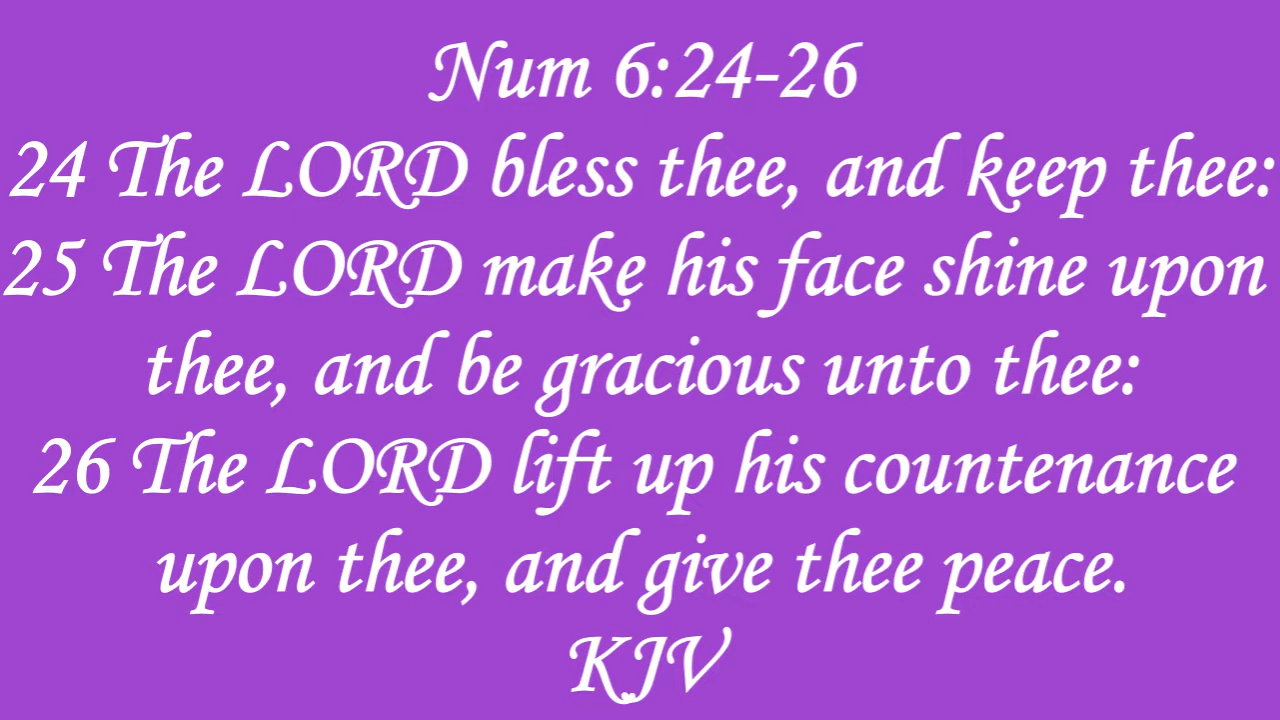 Num 6:24-26
24 The LORD bless thee, and keep thee:
25 The LORD make his face shine upon
thee, and be gracious unto thee:
26 The LORD lift up his countenance
upon thee, and give thee peace.
KJV